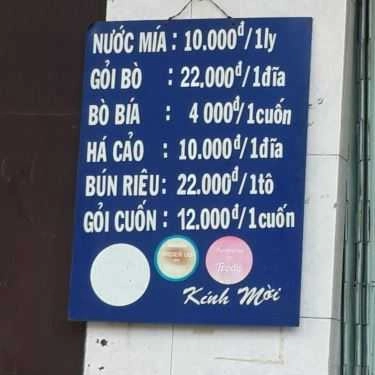 NƯỚC MÍA : 10.000đ/1ly
GỎI BÒ : 22.000đ/1đĩa
BÒ BÍA : 4 000đ/1cuốn
HÁ CẢO : 10.000đ/1đĩa
BÚN RIÊU: 22.000đ/1tô
GỎI CUỐN : 12.000đ/1cuốn
Kính Mời